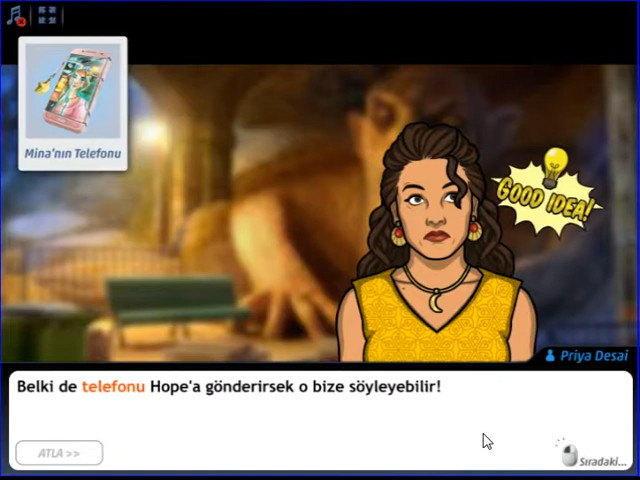 Mina'nın Telefonu
GOOD IDEA!
Priya Desai
Belki de telefonu Hope'a gönderirsek o bize söyleyebilir!
ATLA >>
Sıradaki...